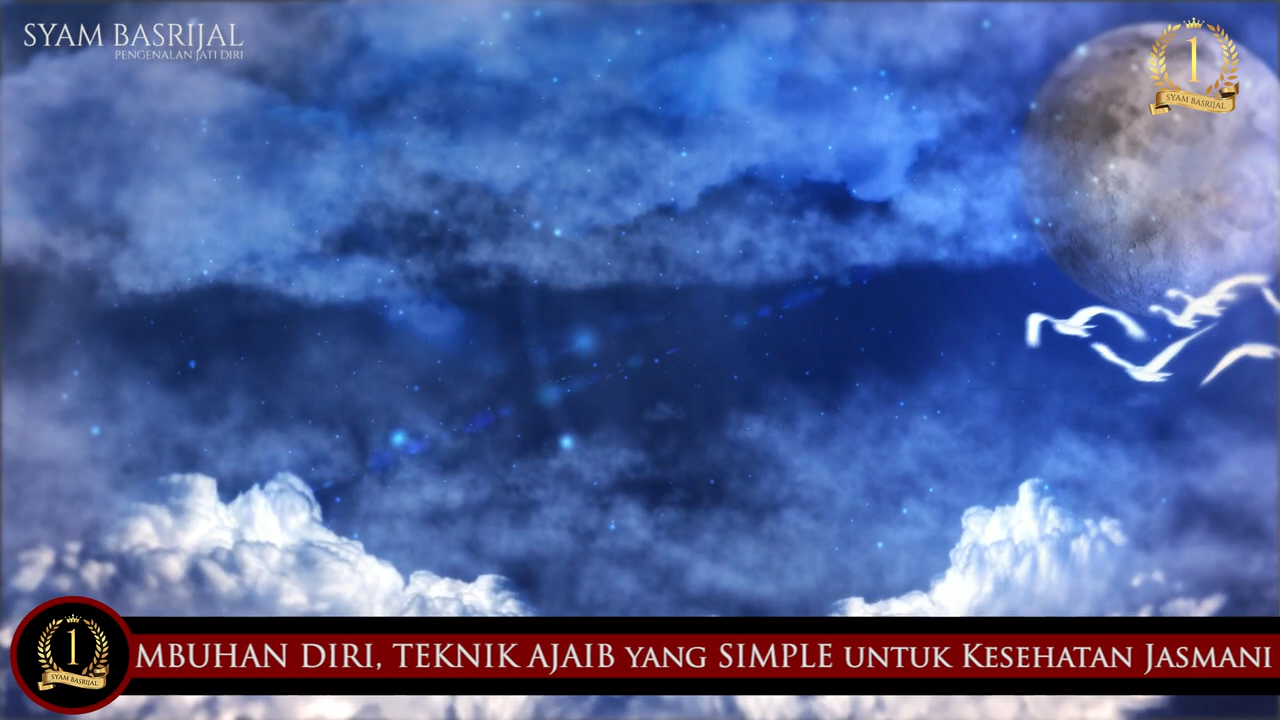 SYAM BASRIJAL
PENGENALAN JATI DIRI
1
SYAM BASRIJAL
1
SYAM BASRIJAL
MBUHAN DIRI, TEKNIK AJAIB YANG SIMPLE UNTUK KESEHATAN JASMANI